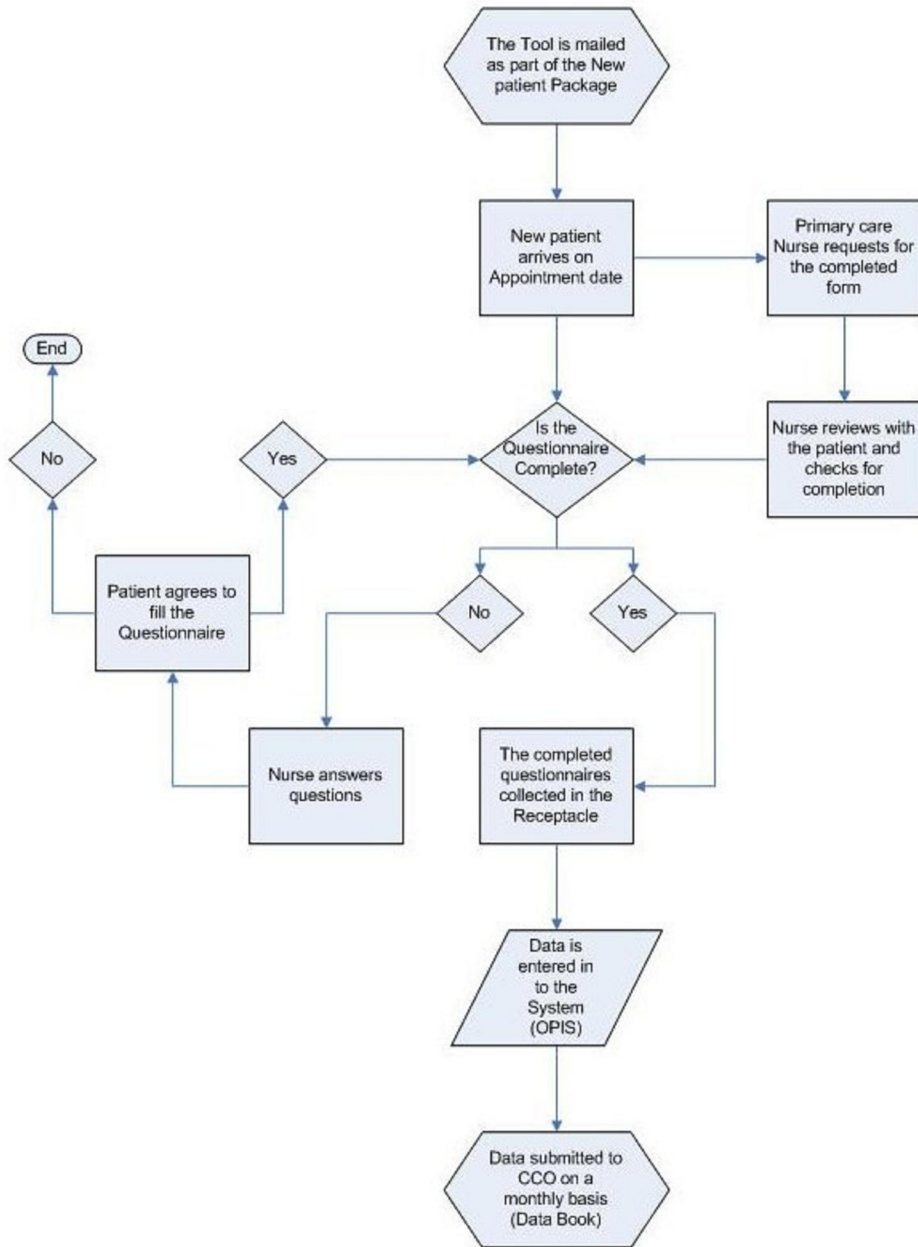 The Tool is mailed
as part of the New
patient Package
New patient
arrives on
Appointment date
Primary care
Nurse requests for
the completed
form
End
Is the
Questionnaire
Complete?
Nurse reviews with
the patient and
checks for
completion
No
Yes
Patient agrees to
fill the
Questionnaire
No
Yes
Nurse answers
questions
The completed
questionnaires
collected in the
Receptacle
Data is
entered in
to the
System
(OPIS)
Data submitted to
CCO on a
monthly basis
(Data Book)